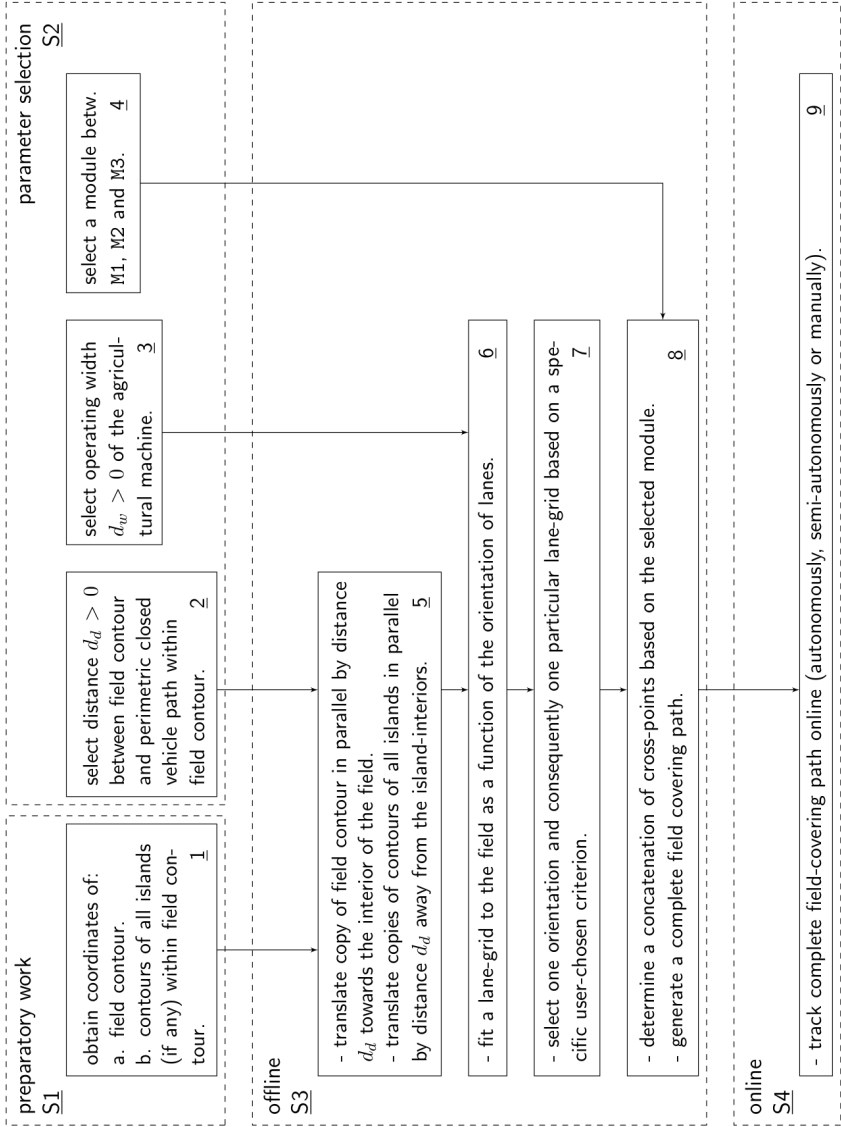 preparatory work
S1
obtain coordinates of:
a. field contour.
b. contours of all islands
(if any) within field con-
tour.
1
parameter selection
S2
select distance d_d > 0
between field contour
and perimetric closed
vehicle path within
field contour.
2
select operating width
d_w > 0 of the agricul-
tural machine.
3
select a module betw.
M1, M2 and M3.
4
offline
S3
- translate copy of field contour in parallel by distance
d_d towards the interior of the field.
- translate copies of contours of all islands in parallel
by distance d_d away from the island-interiors.
5
- fit a lane-grid to the field as a function of the orientation of lanes.
6
- select one orientation and consequently one particular lane-grid based on a spe-
cific user-chosen criterion.
7
- determine a concatenation of cross-points based on the selected module.
- generate a complete field covering path.
8
online
S4
- track complete field-covering path online (autonomously, semi-autonomously or manually).
9